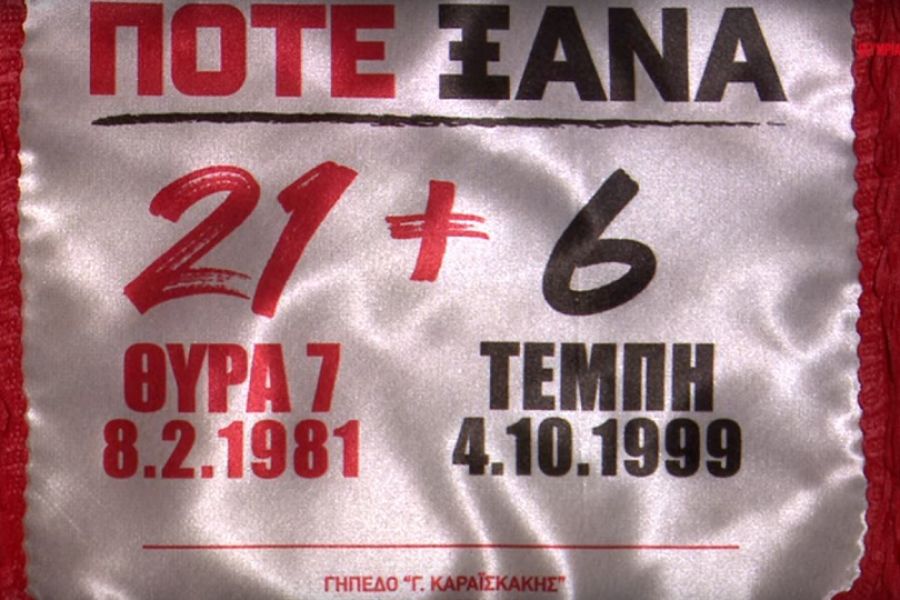 ΠΟΤΕ ΞΑΝΑ
21 + 6
ΘΥΡΑ 7 ΤΕΜΠΗ
8.2.1981 4.10.1999
ΓΗΠΕΔΟ “Γ. ΚΑΡΑΪΣΚΑΚΗΣ”